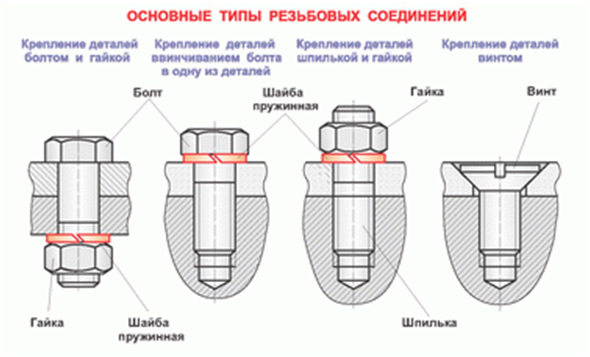 ОСНОВНЫЕ ТИПЫ РЕЗЬБОВЫХ СОЕДИНЕНИЙ
Крепление деталей
болтом и гайкой
Крепление деталей
ввинчиванием болта
в одну из деталей
Крепление деталей
шпилькой и гайкой
Крепление деталей
винтом
Болт
Шайба
пружинная
Гайка
Винт
Гайка
Шайба
пружинная
Шпилька